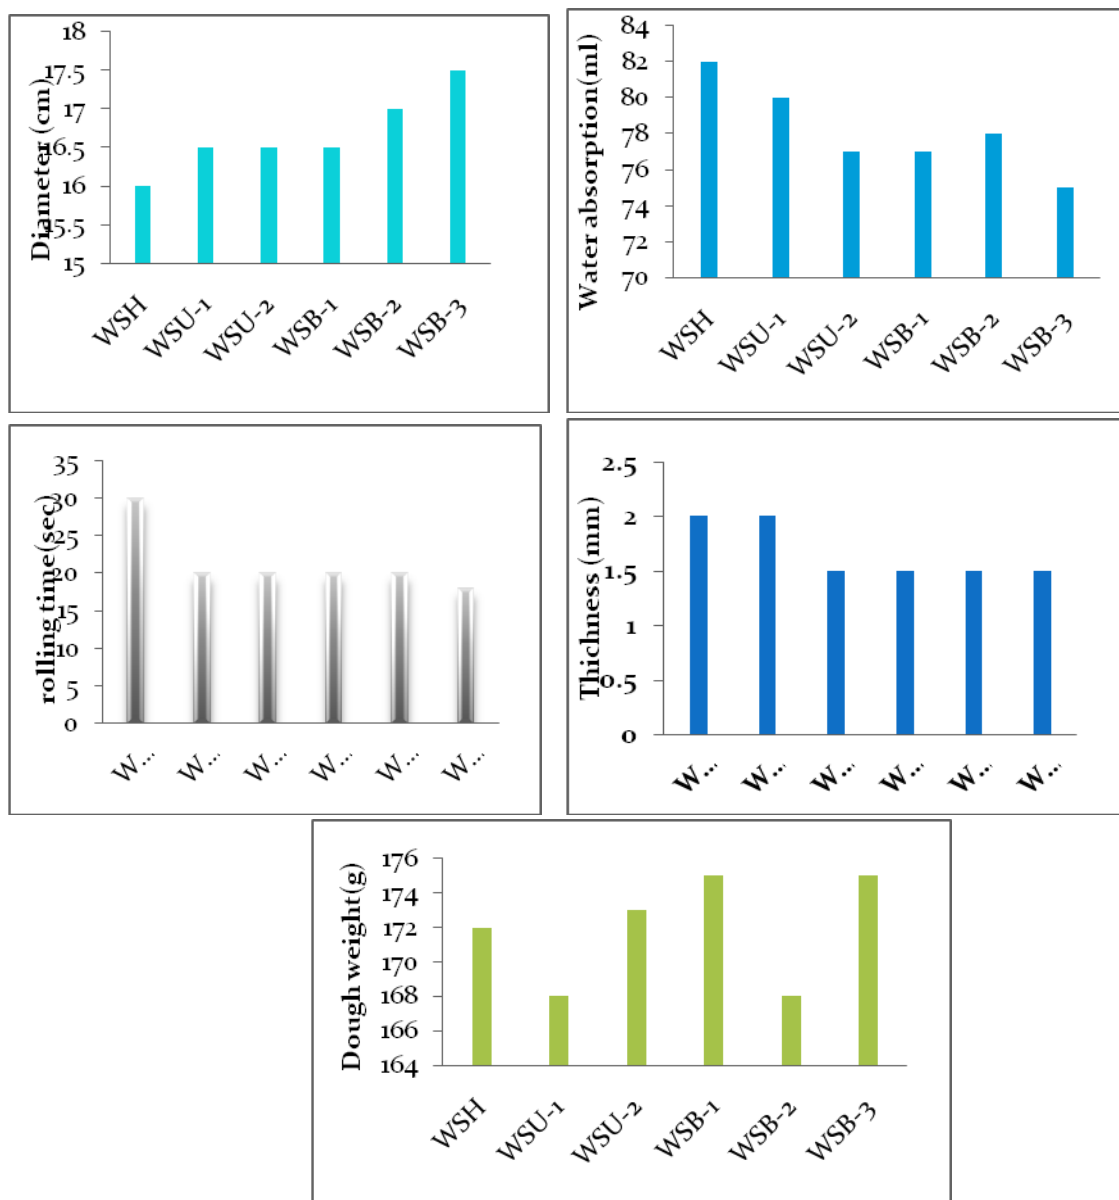 Diameter (cm)
18
17.5
17
16.5
16
15.5
15
WSH
WSU-1
WSU-2
WSB-1
WSB-2
WSB-3
Water absorption(ml)
84
82
80
78
76
74
72
70
WSH
WSU-1
WSU-2
WSB-1
WSB-2
WSB-3
rolling time(sec)
35
30
25
20
15
10
5
0
W...
W...
W...
W...
W...
W...
Thichness (mm)
2.5
2
1.5
1
0.5
0
W...
W...
W...
W...
W...
W...
Dough weight(g)
176
174
172
170
168
166
164
WSH
WSU-1
WSU-2
WSB-1
WSB-2
WSB-3